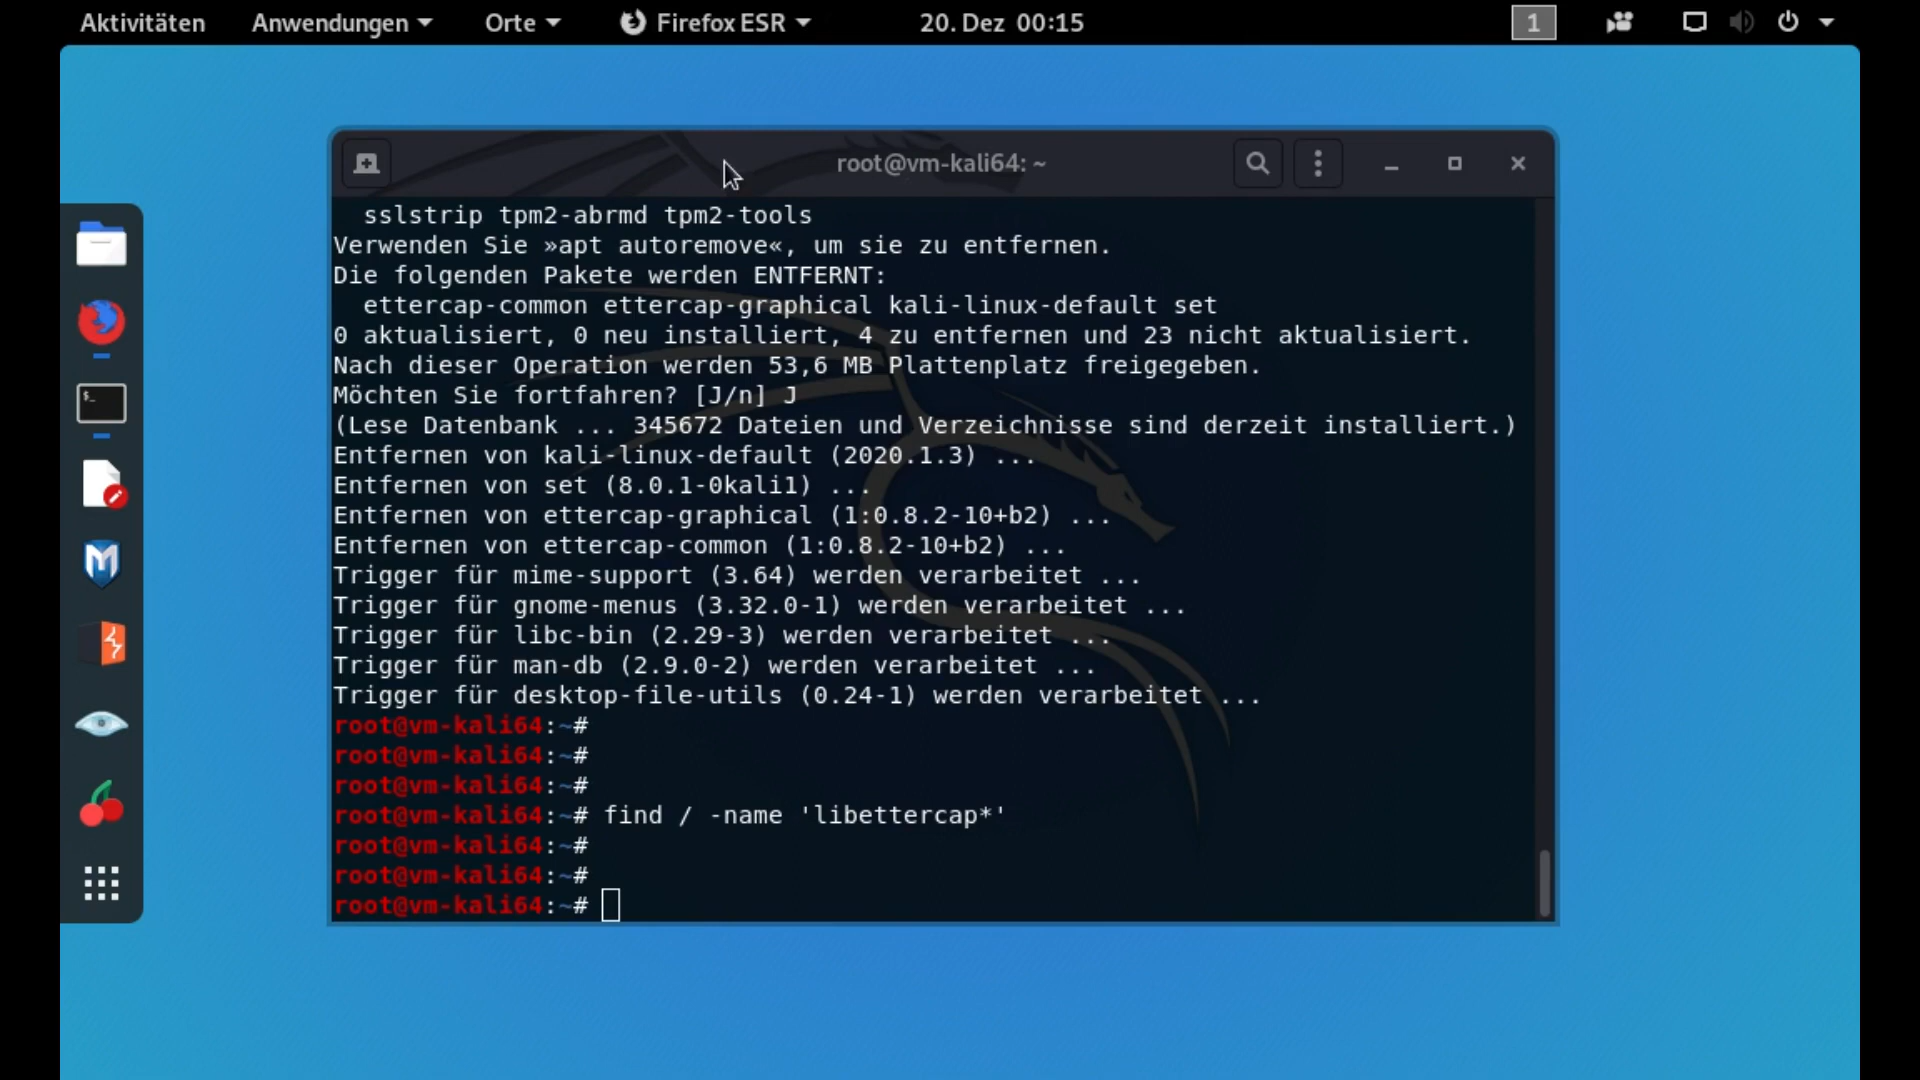 Aktivitäten Anwendungen Orte Firefox ESR 20. Dez 00:15 1
root@vm-kali64: ~
sslstrip tpm2-abrmd tpm2-tools
Verwenden Sie »apt autoremove«, um sie zu entfernen.
Die folgenden Pakete werden ENTFERNT:
ettercap-common ettercap-graphical kali-linux-default set
0 aktualisiert, 0 neu installiert, 4 zu entfernen und 23 nicht aktualisiert.
Nach dieser Operation werden 53,6 MB Plattenplatz freigegeben.
Möchten Sie fortfahren? [J/n] J
(Lese Datenbank ... 345672 Dateien und Verzeichnisse sind derzeit installiert.)
Entfernen von kali-linux-default (2020.1.3) ...
Entfernen von set (8.0.1-0kali1) ...
Entfernen von ettercap-graphical (1:0.8.2-10+b2) ...
Entfernen von ettercap-common (1:0.8.2-10+b2) ...
Trigger für mime-support (3.64) werden verarbeitet ...
Trigger für gnome-menus (3.32.0-1) werden verarbeitet ...
Trigger für libc-bin (2.29-3) werden verarbeitet ...
Trigger für man-db (2.9.0-2) werden verarbeitet ...
Trigger für desktop-file-utils (0.24-1) werden verarbeitet ...
root@vm-kali64:~#
root@vm-kali64:~#
root@vm-kali64:~#
root@vm-kali64:~# find / -name 'libettercap*'
root@vm-kali64:~#
root@vm-kali64:~#
root@vm-kali64:~#